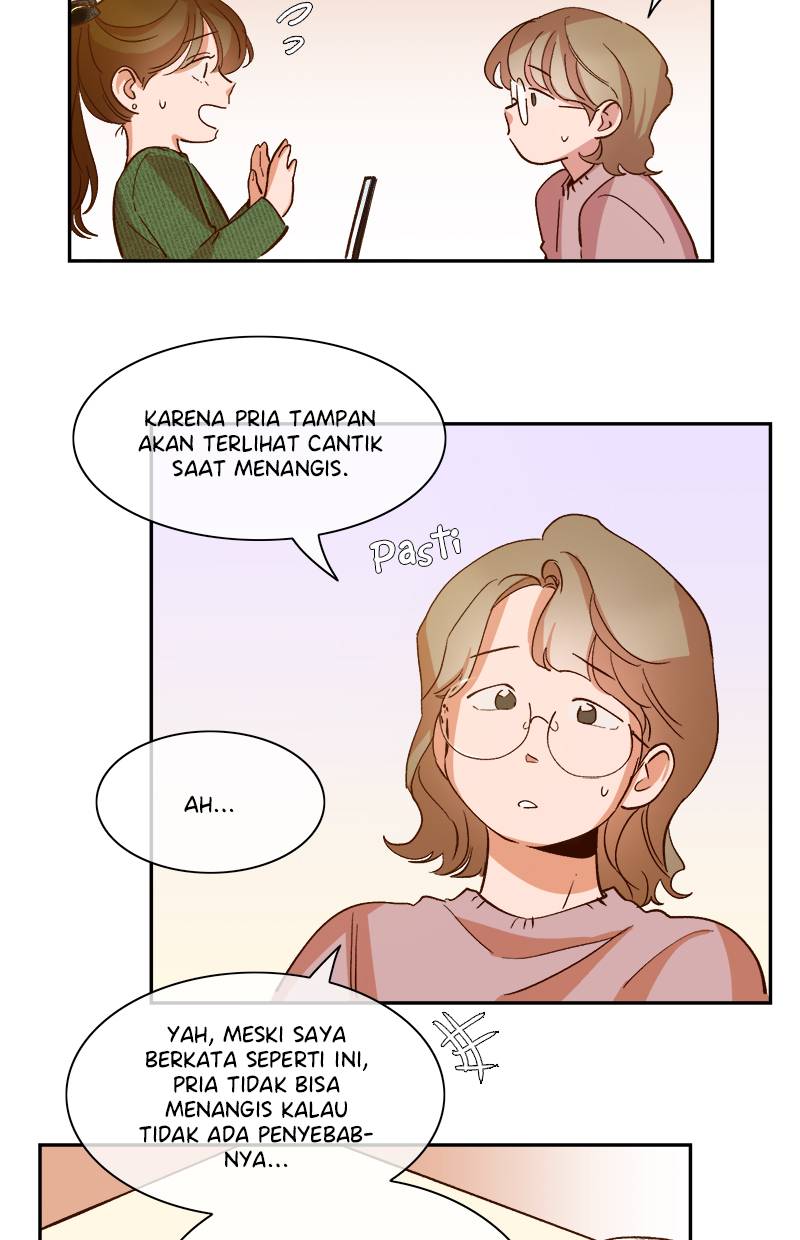 KARENA PRIA TAMPAN
AKAN TERLIHAT CANTIK
SAAT MENANGIS.
Pasti
AH...
YAH, MESKI SAYA
BERKATA SEPERTI INI,
PRIA TIDAK BISA
MENANGIS KALAU
TIDAK ADA PENYEBAB-
NYA...